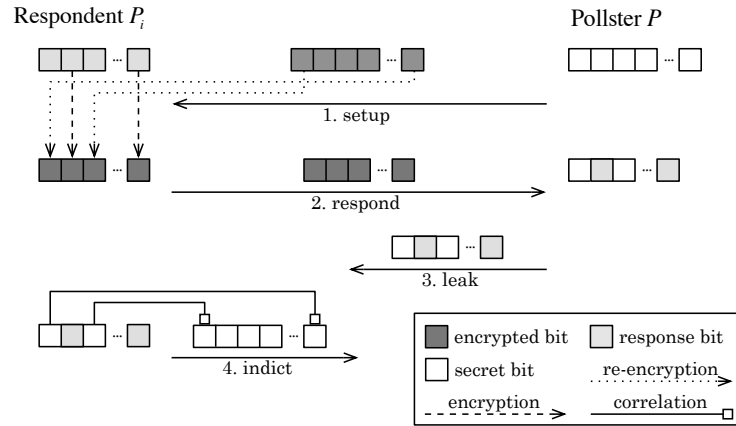 Respondent P_i
Pollster P
...
...
...
1. setup
...
...
...
2. respond
...
3. leak
...
...
4. indict
encrypted bit
response bit
secret bit
re-encryption
encryption
correlation